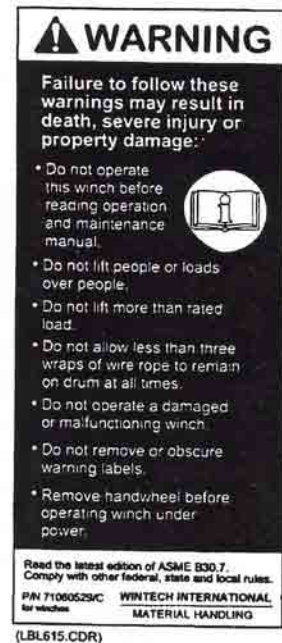 WARNING
Failure to follow these
warnings may result in
death, severe injury or
property damage:
• Do not operate
this winch before
reading operation
and maintenance
manual.
• Do not lift people or loads
over people.
• Do not lift more than rated
load.
• Do not allow less than three
wraps of wire rope to remain
on drum at all times.
• Do not operate a damaged
or malfunctioning winch.
• Do not remove or obscure
warning labels.
• Remove handwheel before
operating winch under
power.
Read the latest edition of ASME B30.7.
Comply with other federal, state and local rules.
P/N 71060529/C WINTECH INTERNATIONAL
for winches MATERIAL HANDLING
(LBL615.CDR)